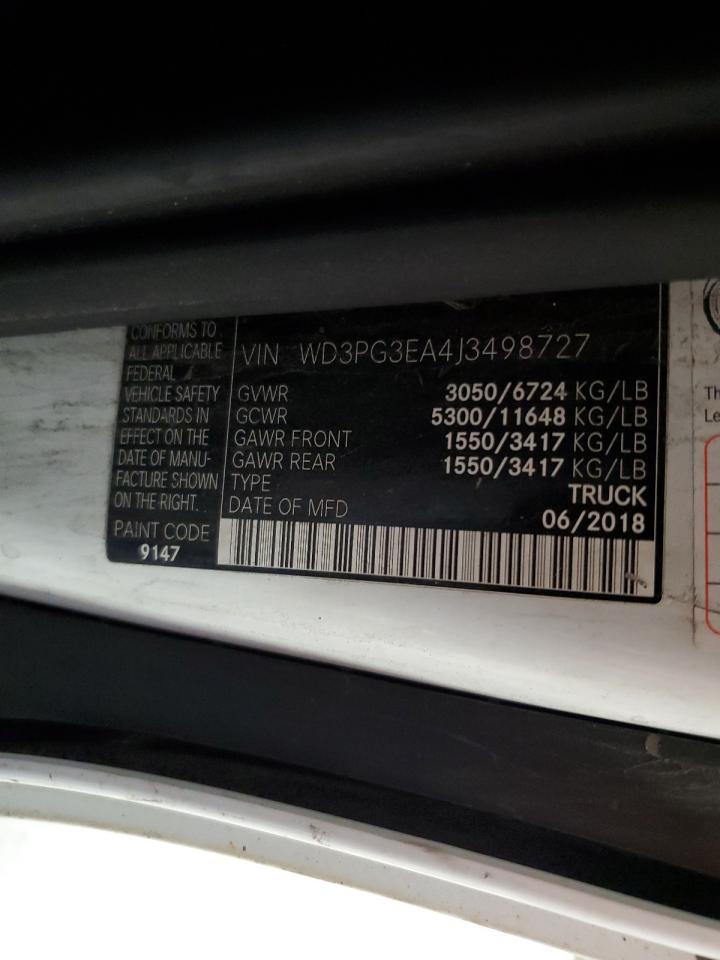 CONFORMS TO
ALL APPLICABLE
FEDERAL
VEHICLE SAFETY
STANDARDS IN
EFFECT ON THE
DATE OF MANU-
FACTURE SHOWN
ON THE RIGHT.
PAINT CODE
9147
VIN WD3PG3EA4J3498727
GVWR 3050/6724 KG/LB
GCWR 5300/11648 KG/LB
GAWR FRONT 1550/3417 KG/LB
GAWR REAR 1550/3417 KG/LB
TYPE TRUCK
DATE OF MFD 06/2018
Th
Le